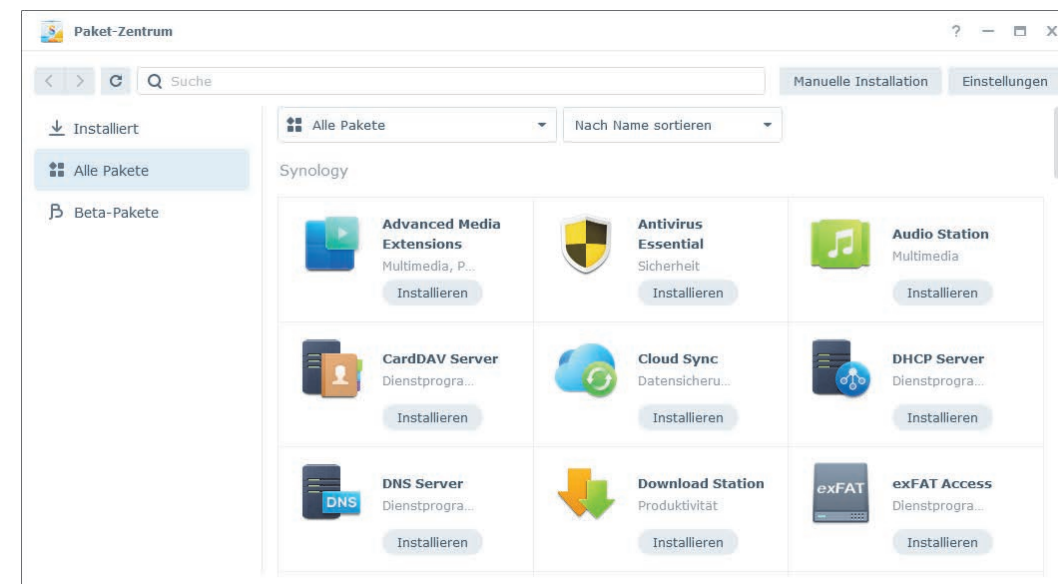 Paket-Zentrum
Suche
Manuelle Installation
Einstellungen
Installiert
Alle Pakete
Beta-Pakete
Alle Pakete
Nach Name sortieren
Synology
Advanced Media
Extensions
Multimedia, P...
Installieren
Antivirus
Essential
Sicherheit
Installieren
Audio Station
Multimedia
Installieren
CardDAV Server
Dienstprogra...
Installieren
Cloud Sync
Datensicheru...
Installieren
DHCP Server
Dienstprogra...
Installieren
DNS
DNS Server
Dienstprogra...
Installieren
Download Station
Produktivität
Installieren
exFAT
exFAT Access
Dienstprogra...
Installieren